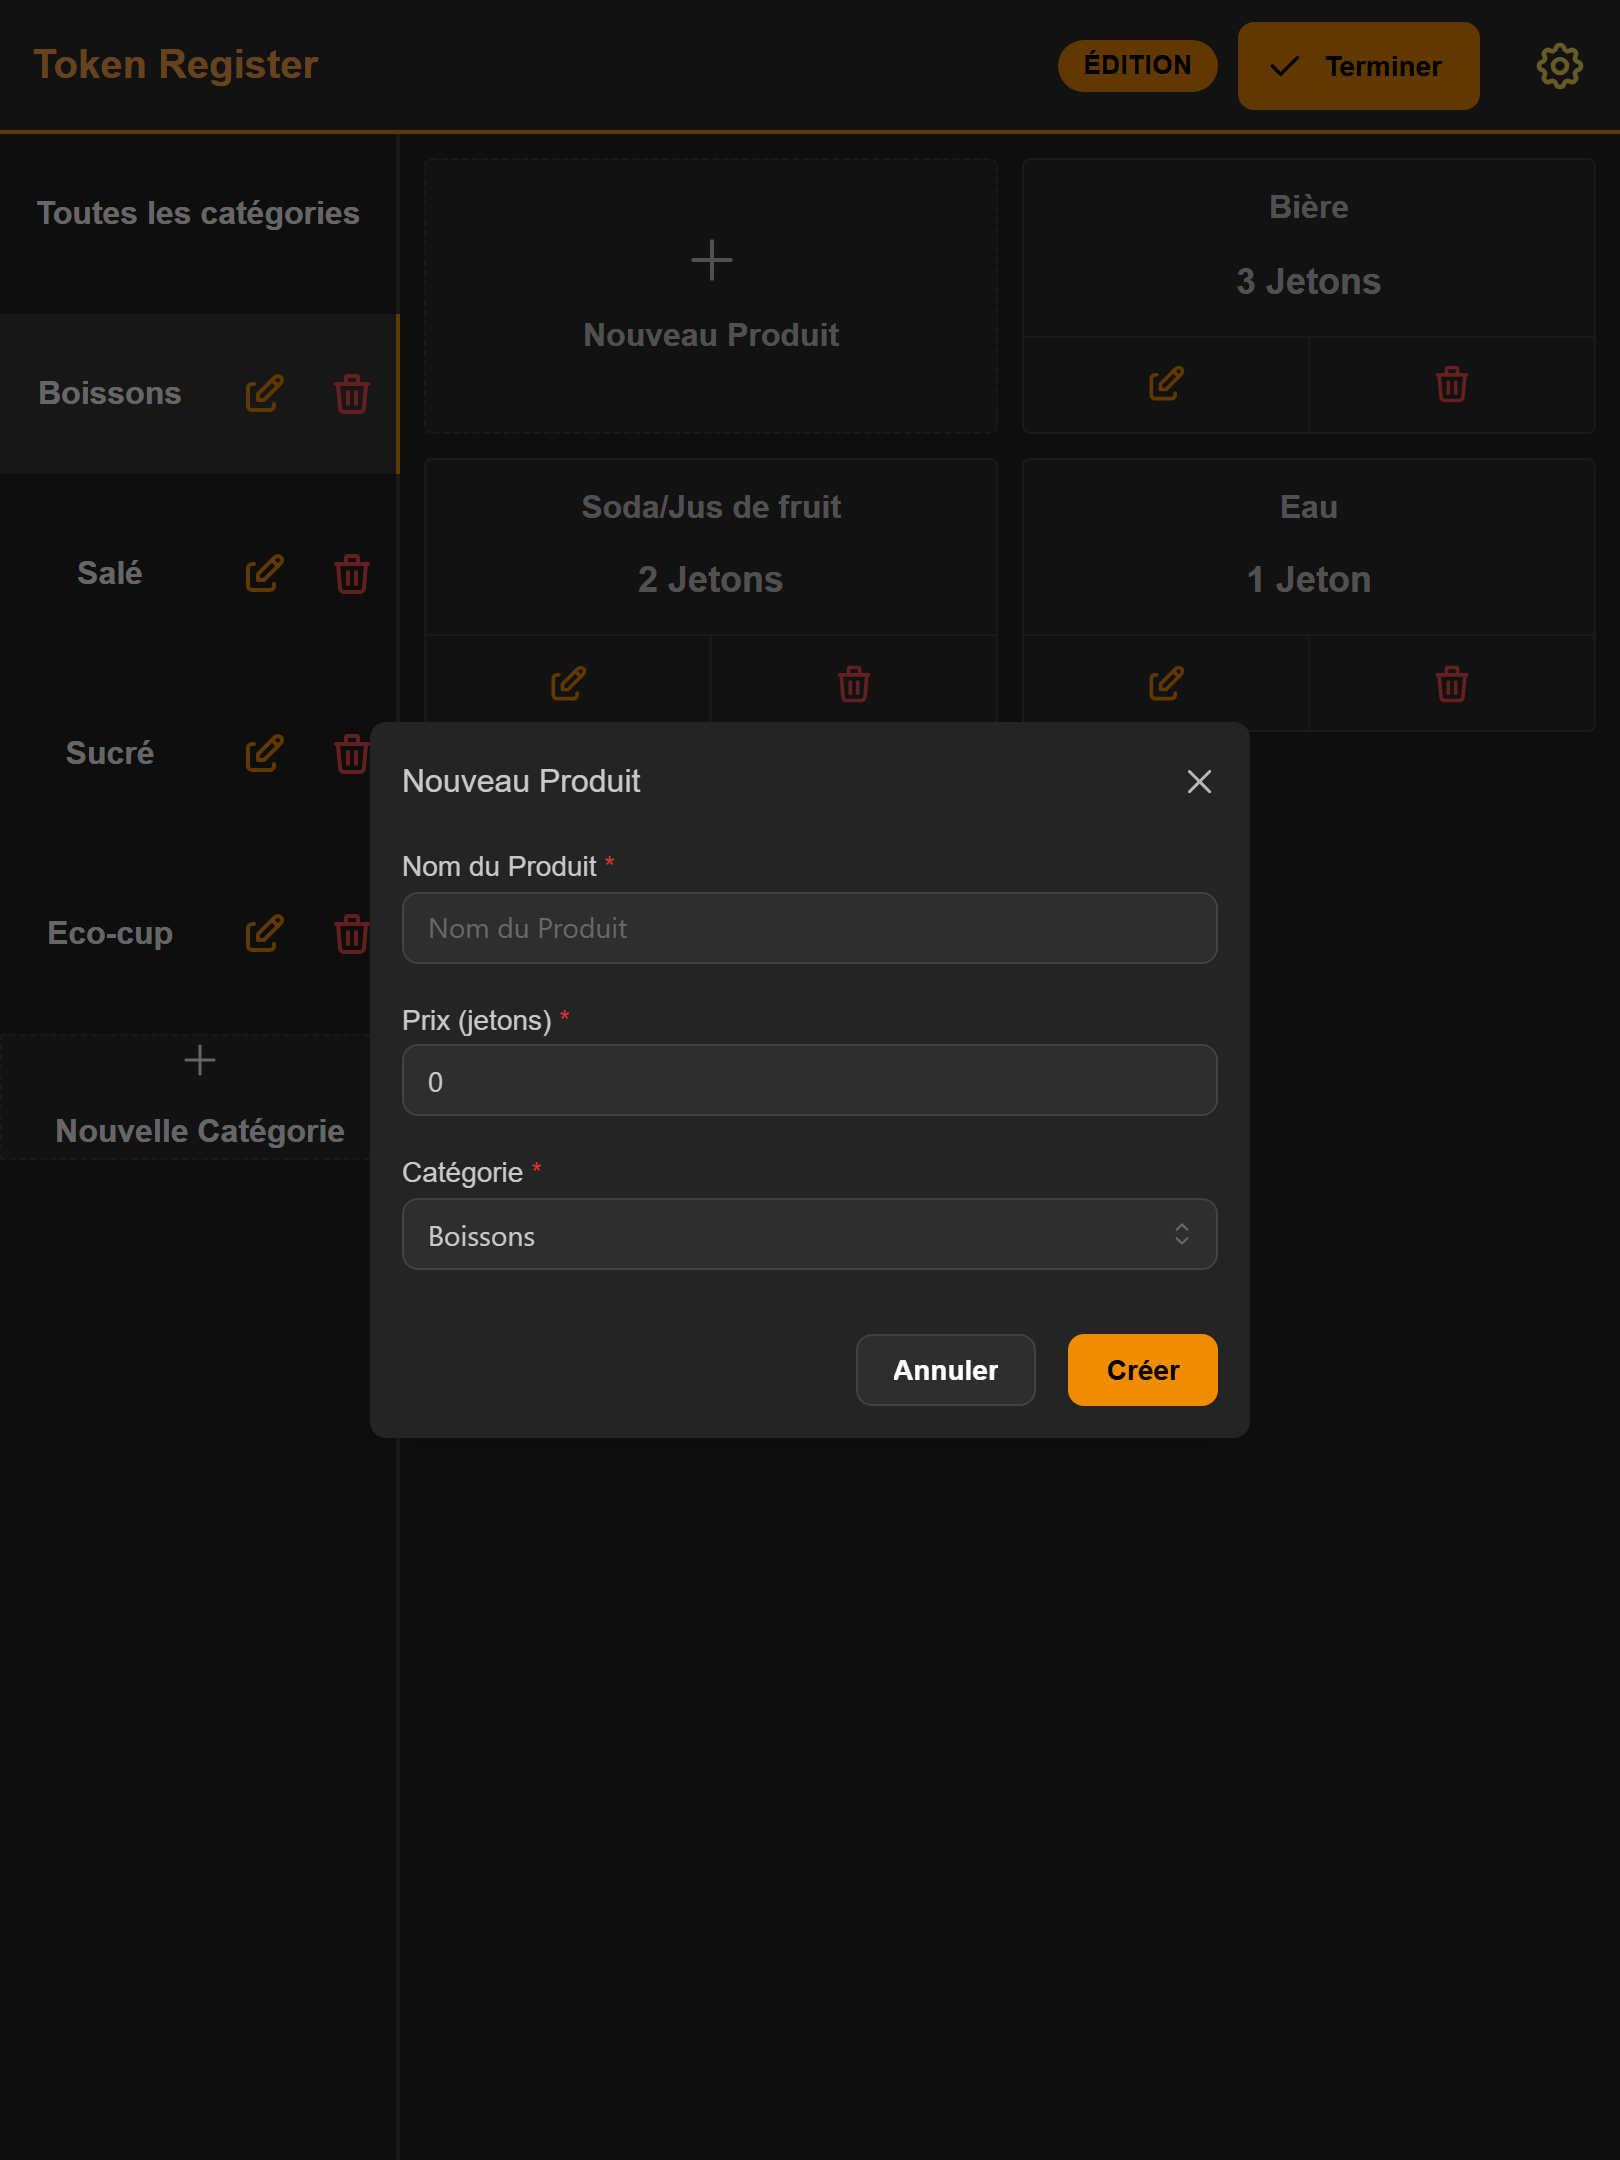 Token Register
ÉDITION
Terminer
Toutes les catégories
Boissons
Salé
Sucré
Eco-cup
Nouvelle Catégorie
Nouveau Produit
Bière
3 Jetons
Soda/Jus de fruit
2 Jetons
Eau
1 Jeton
Nouveau Produit
Nom du Produit *
Nom du Produit
Prix (jetons) *
0
Catégorie *
Boissons
Annuler
Créer